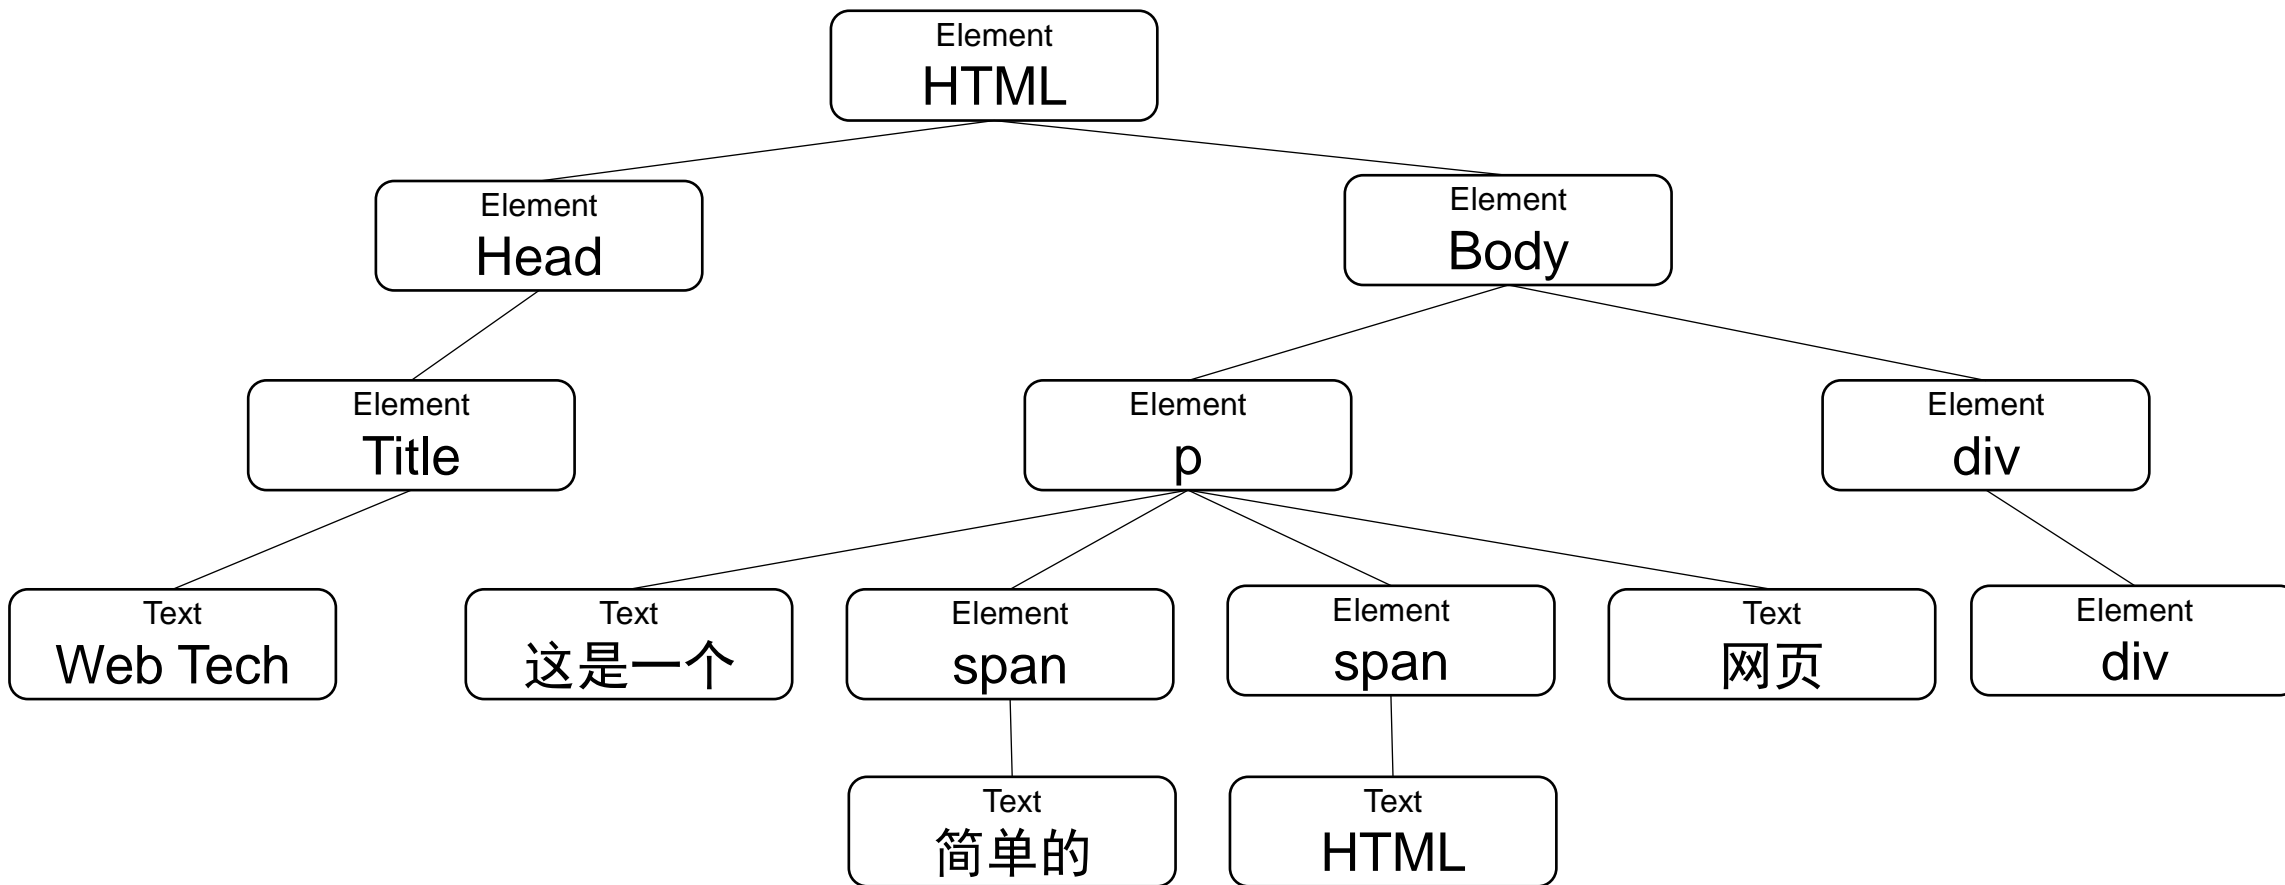 Element
HTML
Element
Head
Element
Body
Element
Title
Element
p
Element
div
Text
Web Tech
Text
这是一个
Element
span
Element
span
Text
网页
Element
div
Text
简单的
Text
HTML